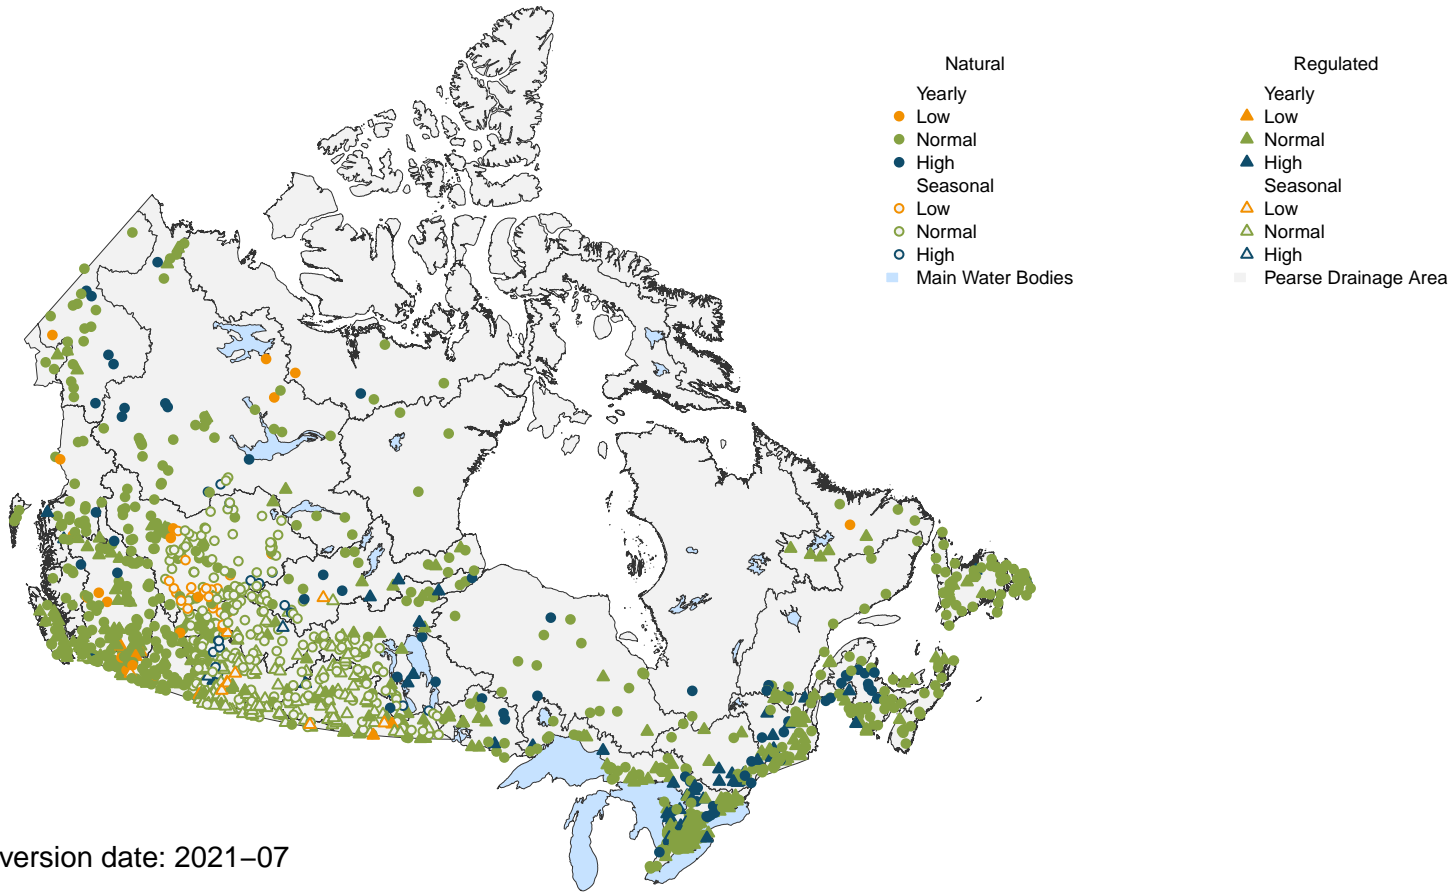 Natural
Yearly
Low
Normal
High
Seasonal
Low
Normal
High
Main Water Bodies
Regulated
Yearly
Low
Normal
High
Seasonal
Low
Normal
High
Pearse Drainage Area
version date: 2021–07